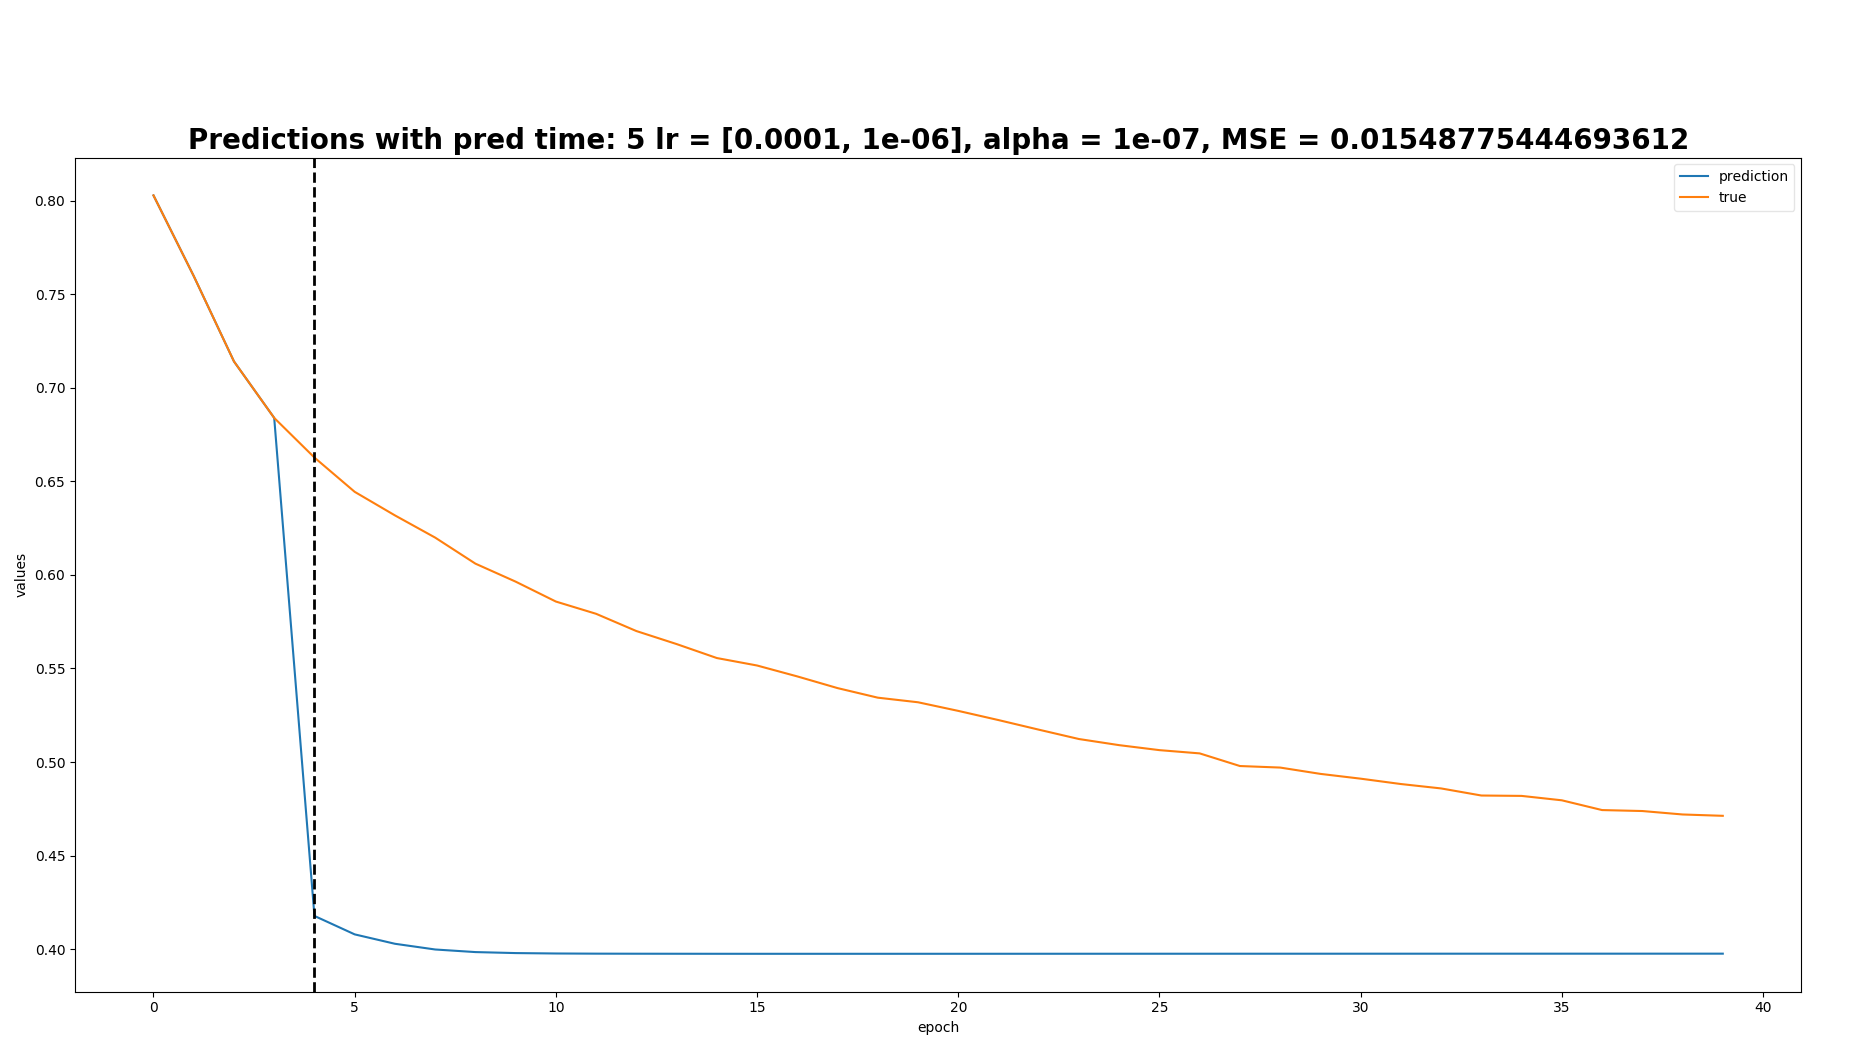 Predictions with pred time: 5 lr = [0.0001, 1e-06], alpha = 1e-07, MSE = 0.01548775444693612
prediction
true
0.80
0.75
0.70
0.65
0.60
0.55
0.50
0.45
0.40
values
0 5 10 15 20 25 30 35 40
epoch